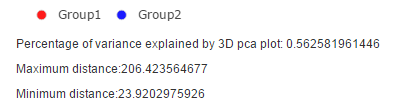 Group1 Group2
Percentage of variance explained by 3D pca plot: 0.562581961446
Maximum distance:206.423564677
Minimum distance:23.9202975926